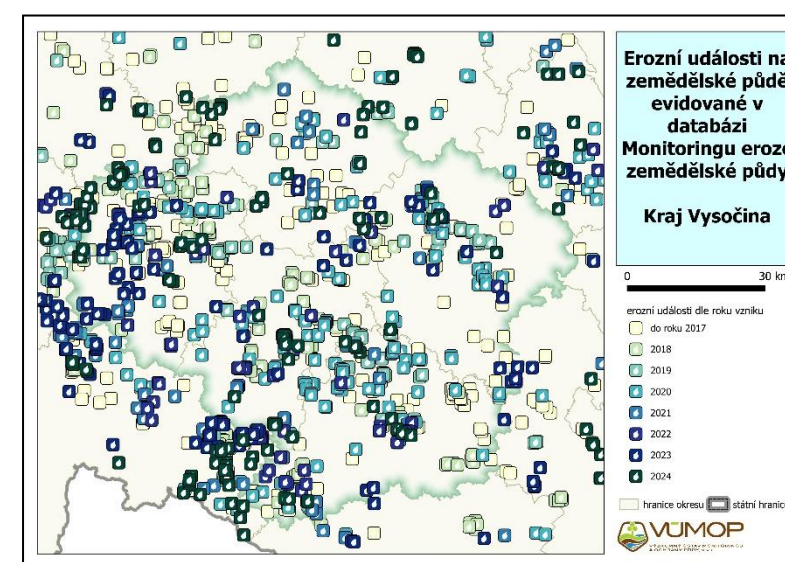 Erozní události na
zemědělské půdě
evidované v
databázi
Monitoringu eroze
zemědělské půdy
Kraj Vysočina
0 30 km
erozní události dle roku vzniku
do roku 2017
2018
2019
2020
2021
2022
2023
2024
hranice okresu státní hranice
VÚMOP